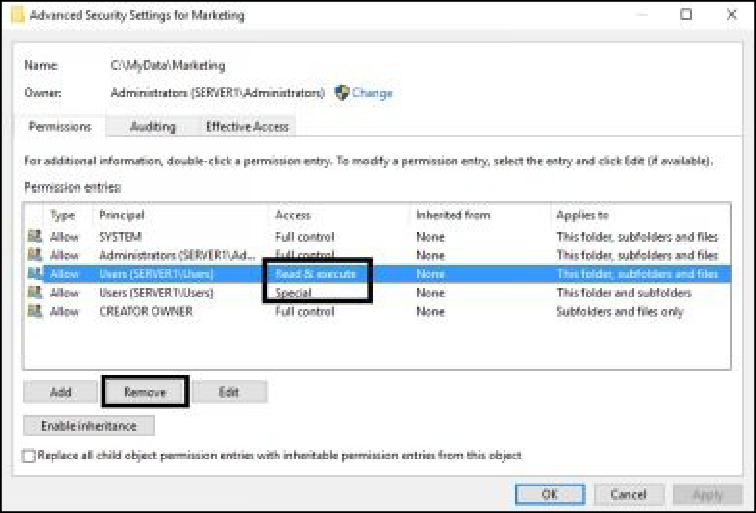 Advanced Security Settings for Marketing
Name: C:\MyData\Marketing
Owner: Administrators (SERVER1\Administrators) Change
Permissions Auditing Effective Access
For additional information, double-click a permission entry. To modify a permission entry, select the entry and click Edit (if available).
Permission entries:
Type Principal Access Inherited from Applies to
Allow SYSTEM Full control None This folder, subfolders and files
Allow Administrators (SERVER1\Ad... Full control None This folder, subfolders and files
Allow Users (SERVER1\Users) Read & execute None This folder, subfolders and files
Allow Users (SERVER1\Users) Special None This folder and subfolders
Allow CREATOR OWNER Full control None Subfolders and files only
Add Remove Edit
Enable inheritance
Replace all child object permission entries with inheritable permission entries from this object
OK Cancel Apply